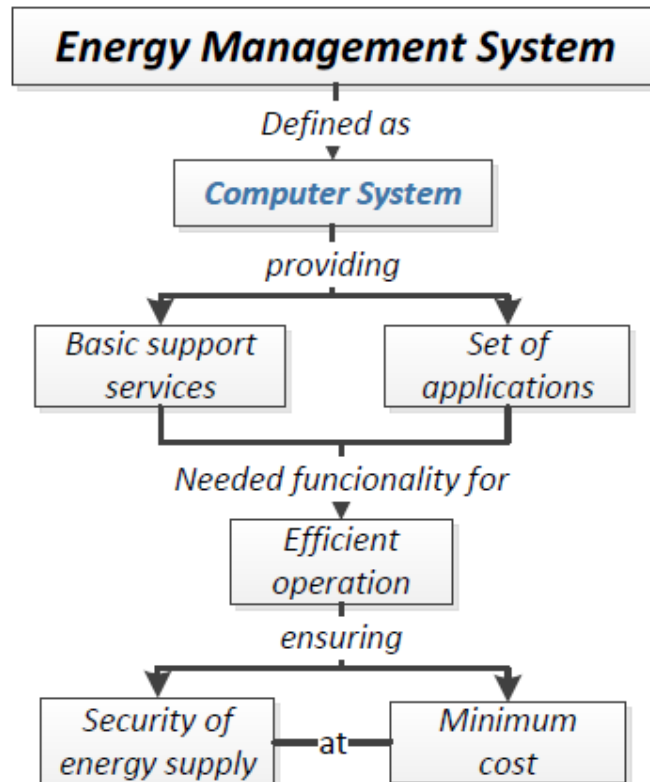 Energy Management System
Defined as
Computer System
providing
Basic support
services
Set of
applications
Needed funcionality for
Efficient
operation
ensuring
Security of
energy supply
at
Minimum
cost